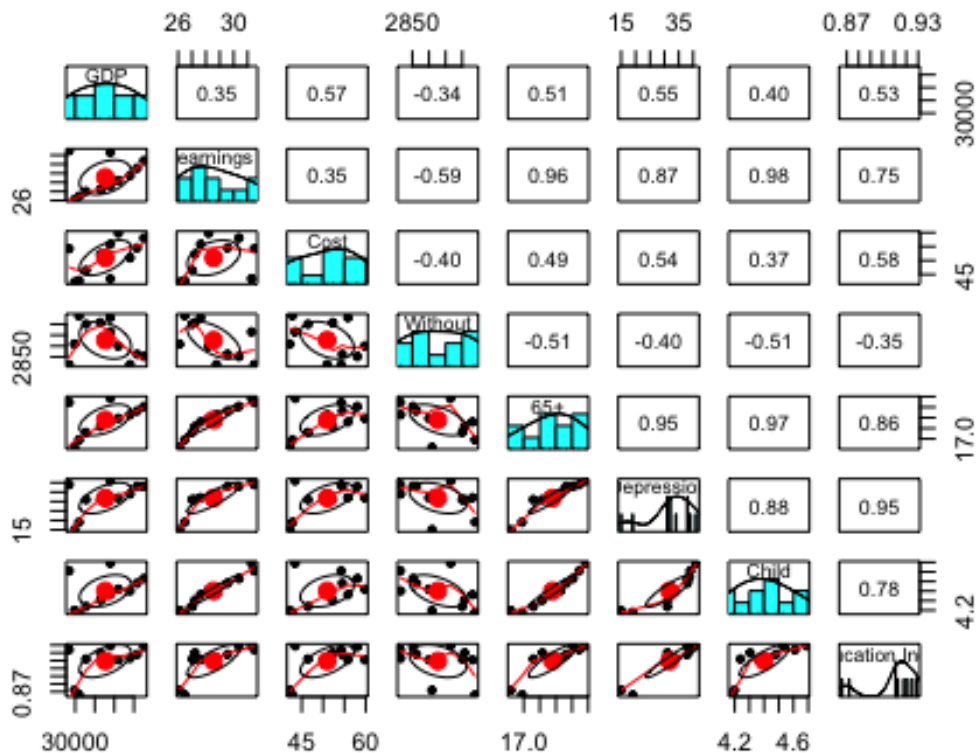 26 30 2850 15 35 0.87 0.93
GDP 0.35 0.57 -0.34 0.51 0.55 0.40 0.53 30000
26 earnings 0.35 -0.59 0.96 0.87 0.98 0.75
Cost -0.40 0.49 0.54 0.37 0.58 45
2850 Without -0.51 -0.40 -0.51 -0.35
65+ 0.95 0.97 0.86 17.0
15 epressio 0.88 0.95
Child 0.78 4.2
0.87 cation In
30000 45 60 17.0 4.2 4.6